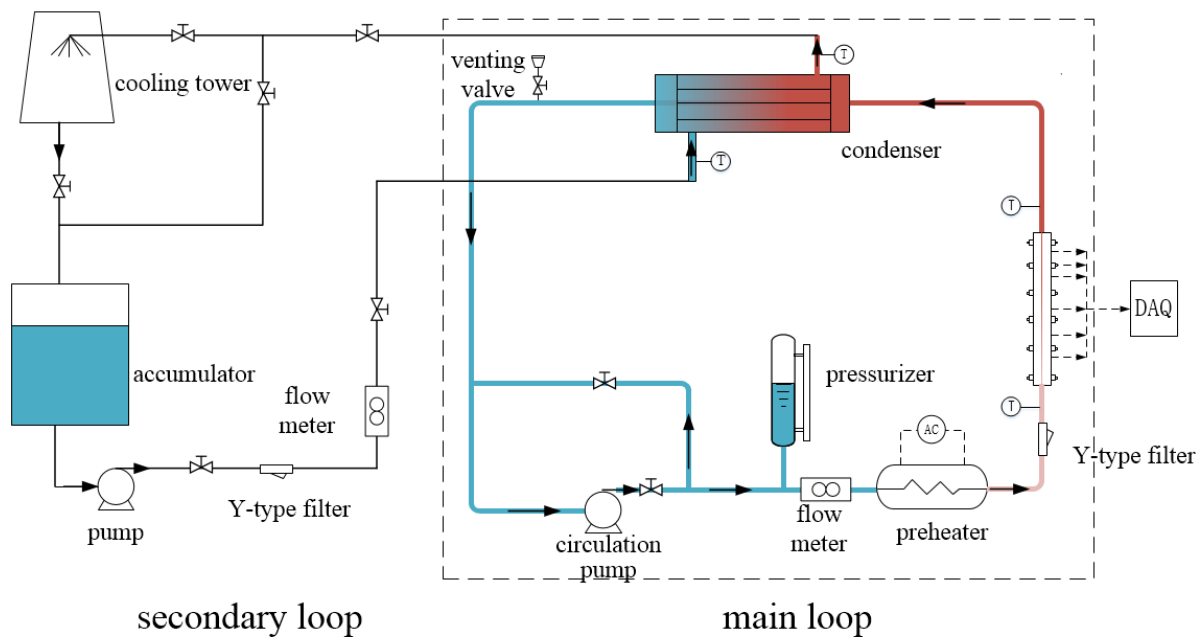 cooling tower
venting
valve
T
T
condenser
T
DAQ
accumulator
flow
meter
pressurizer
T
AC
Y-type filter
Y-type filter
pump
circulation
pump
flow
meter
preheater
secondary loop
main loop